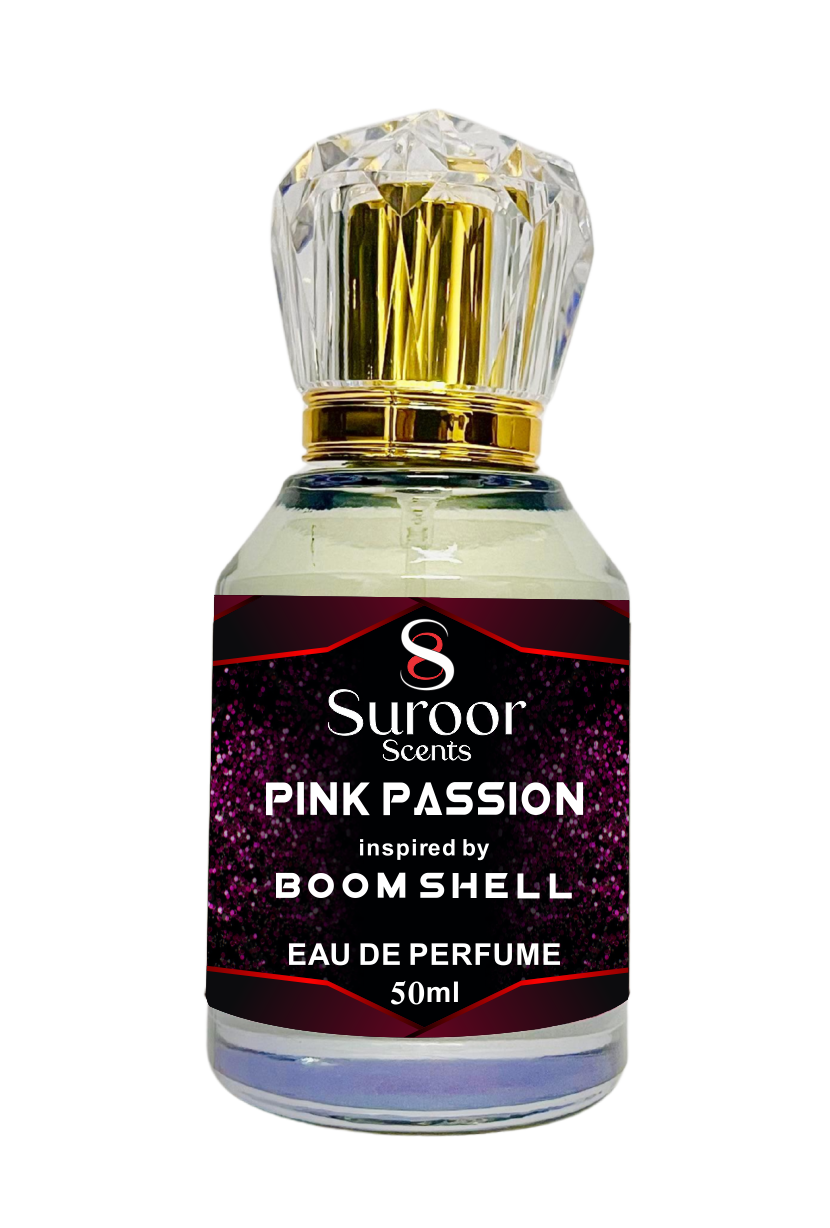 Suroor
Scents
PINK PASSION
inspired by
BOOM SHELL
EAU DE PERFUME
50ml